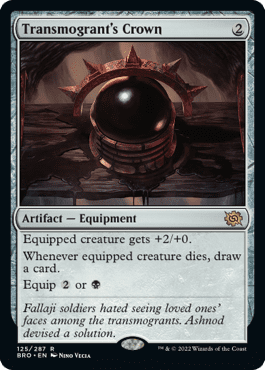 Transmogrant's Crown 2
Artifact — Equipment
Equipped creature gets +2/+0.
Whenever equipped creature dies, draw
a card.
Equip 2 or
Fallaji soldiers hated seeing loved ones'
faces among the transmogrants. Ashnod
devised a solution.
125/287 R
BRO • EN Nino Vecia
™ & © 2022 Wizards of the Coast